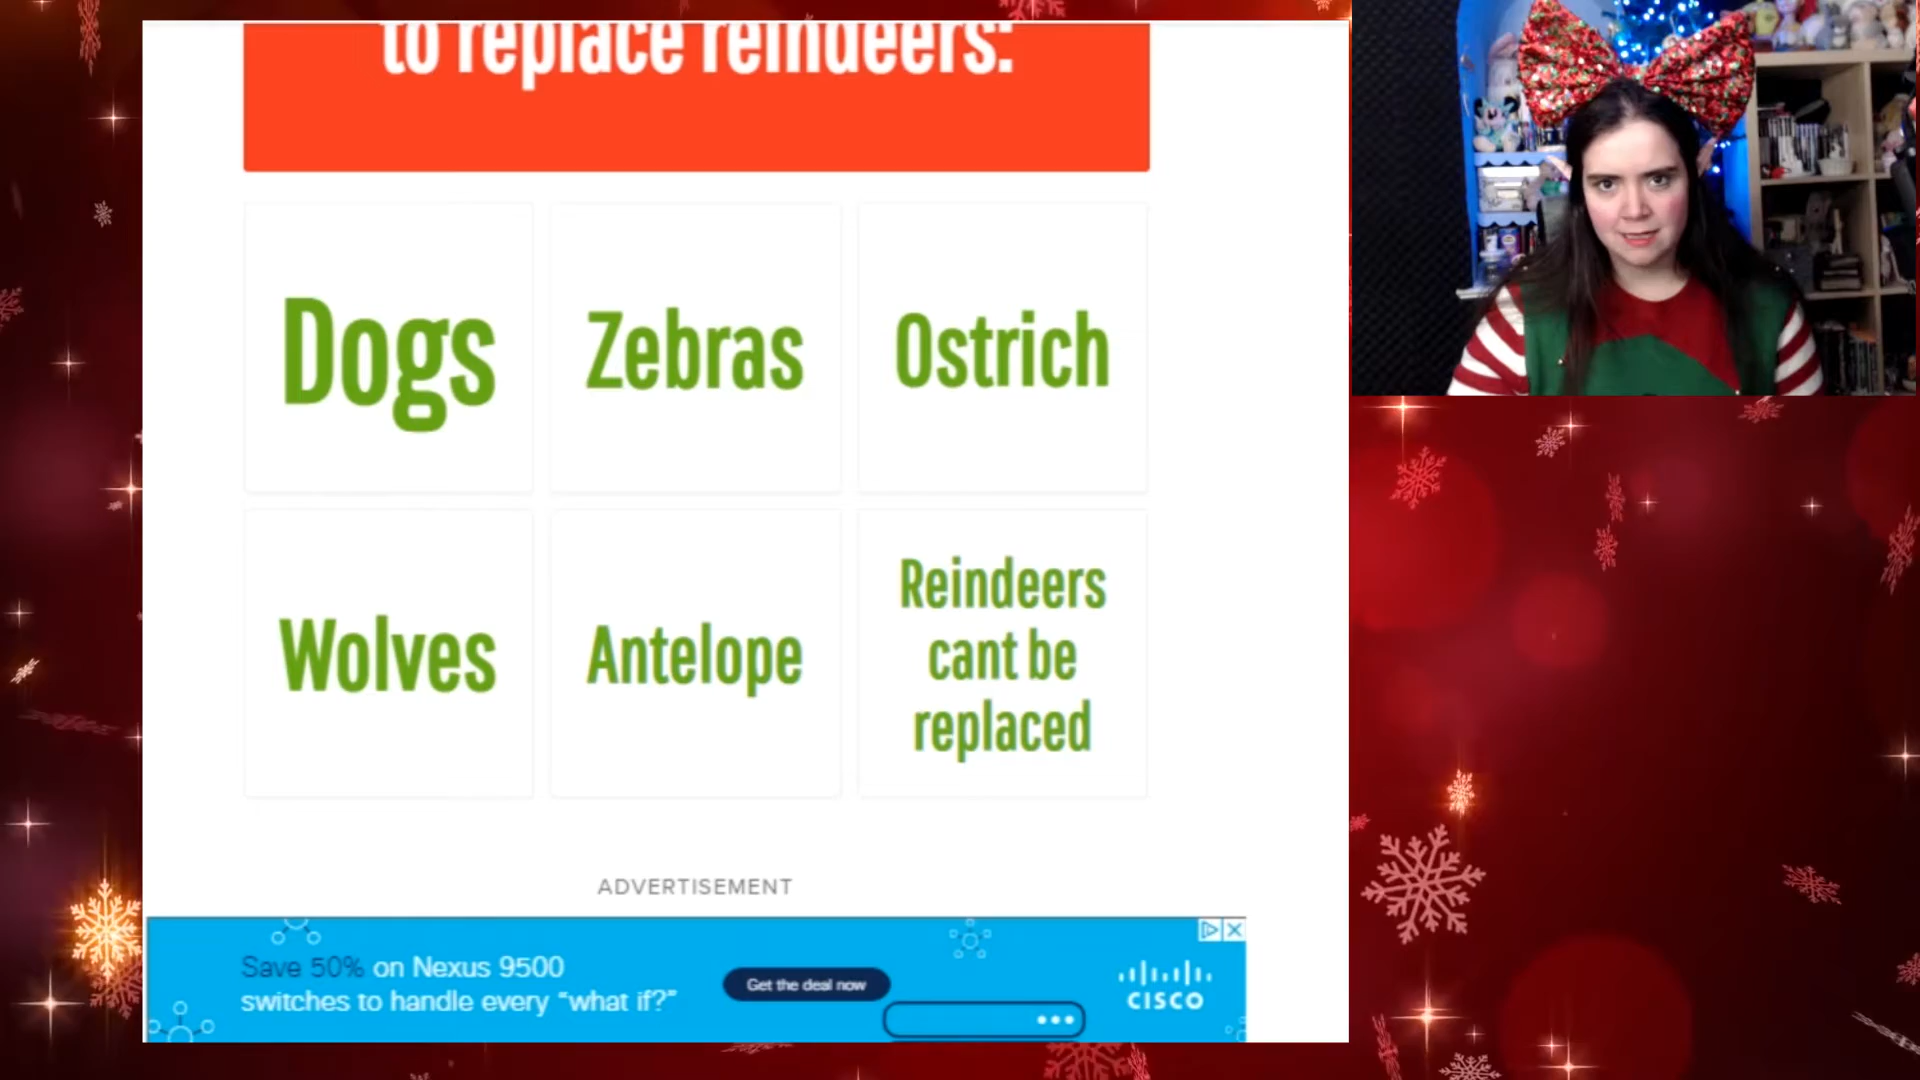 to replace reindeers:
Dogs
Zebras
Ostrich
Wolves
Antelope
Reindeers
cant be
replaced
ADVERTISEMENT
Save 50% on Nexus 9500
switches to handle every “what if?”
Get the deal now
CISCO